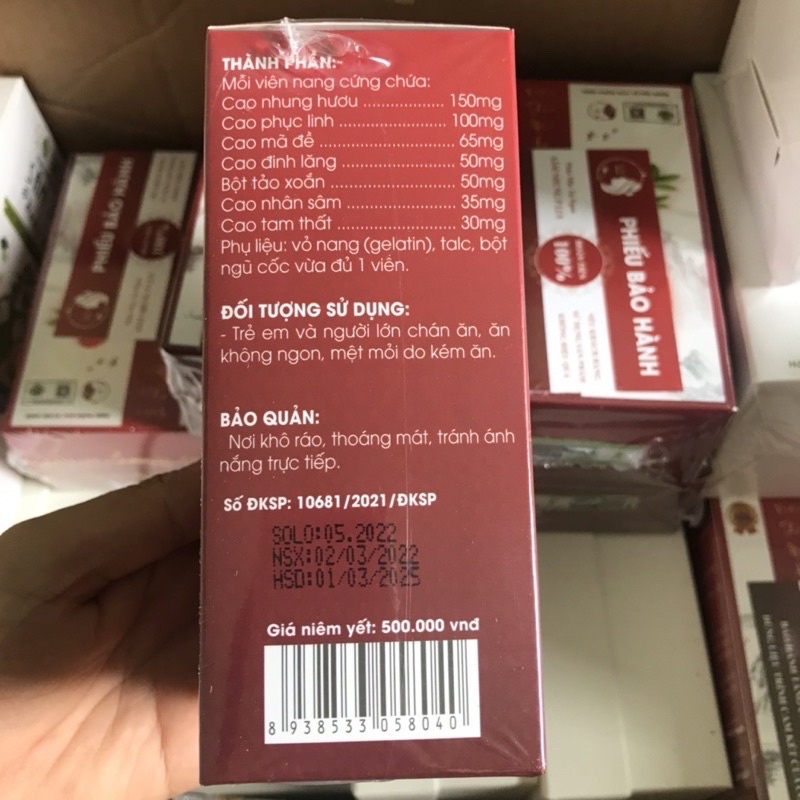 THÀNH PHẦN:
Mỗi viên nang cứng chứa:
Cao nhung hươu ................... 150mg
Cao phục linh ......................... 100mg
Cao mã đề ................................ 65mg
Cao đinh lăng ......................... 50mg
Bột tảo xoắn ............................ 50mg
Cao nhân sâm ........................ 35mg
Cao tam thất ........................... 30mg
Phụ liệu: vỏ nang (gelatin), talc, bột
ngũ cốc vừa đủ 1 viên.
ĐỐI TƯỢNG SỬ DỤNG:
- Trẻ em và người lớn chán ăn, ăn
không ngon, mệt mỏi do kém ăn.
BẢO QUẢN:
Nơi khô ráo, thoáng mát, tránh ánh
nắng trực tiếp.
Số ĐKSP: 10681/2021/ĐKSP
SOLO:05.2022
NSX:02/03/2022
HSD:01/03/2025
Giá niêm yết: 500.000 vnđ
8 938533 058040
PHIẾU BẢO HÀNH
PHIẾU BẢO HÀNH
100%